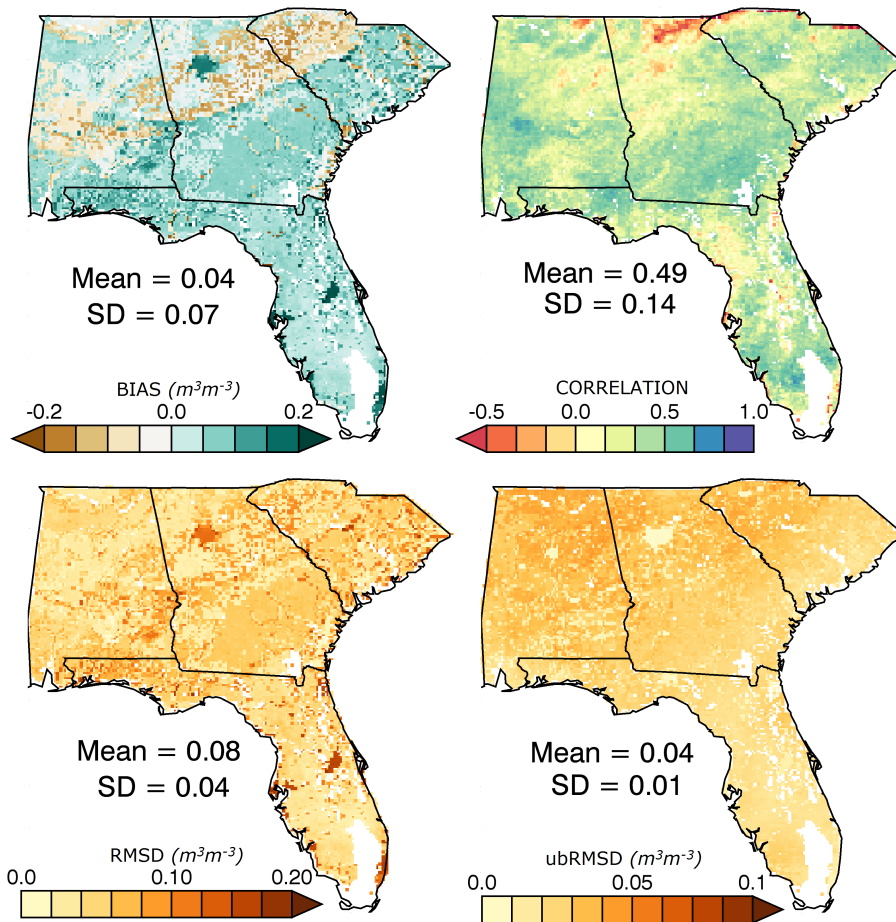 Mean = 0.04
SD = 0.07
BIAS (m³m⁻³)
-0.2 0.0 0.2
Mean = 0.49
SD = 0.14
CORRELATION
-0.5 0.0 0.5 1.0
Mean = 0.08
SD = 0.04
RMSD (m³m⁻³)
0.0 0.10 0.20
Mean = 0.04
SD = 0.01
ubRMSD (m³m⁻³)
0.0 0.05 0.1